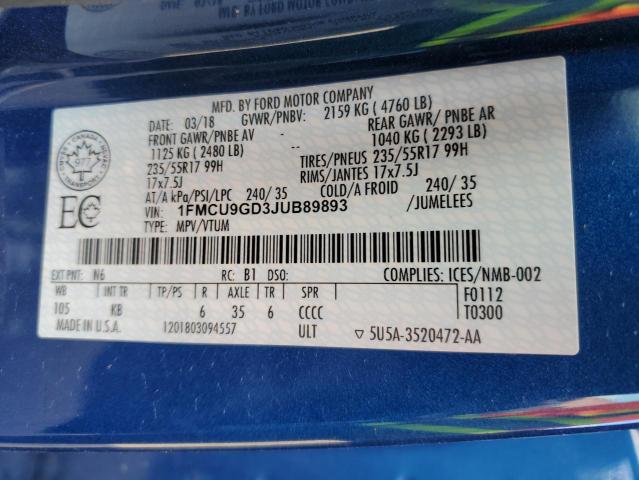 MFD. BY FORD MOTOR COMPANY
DATE: 03/18 GVWR/PNBV: 2159 KG ( 4760 LB)
FRONT GAWR/PNBE AV - REAR GAWR/ PNBE AR
1125 KG ( 2480 LB) 1040 KG ( 2293 LB)
235/55R17 99H TIRES/PNEUS 235/55R17 99H
17x7.5J RIMS/JANTES 17x7.5J
AT/A kPa/PSI/LPC 240/ 35 COLD/A FROID 240/ 35
VIN: 1FMCU9GD3JUB89893 /JUMELEES
TYPE: MPV/VTUM
CANADA
977
TRANSPORT
EC
EXT PNT: N6 RC: B1 DSO: COMPLIES: ICES/NMB-002
WB INT TR TP/PS R AXLE TR SPR F0112
105 KB 6 35 6 CCCC T0300
MADE IN U.S.A. 1201803094557 ULT ▽ 5U5A-3520472-AA